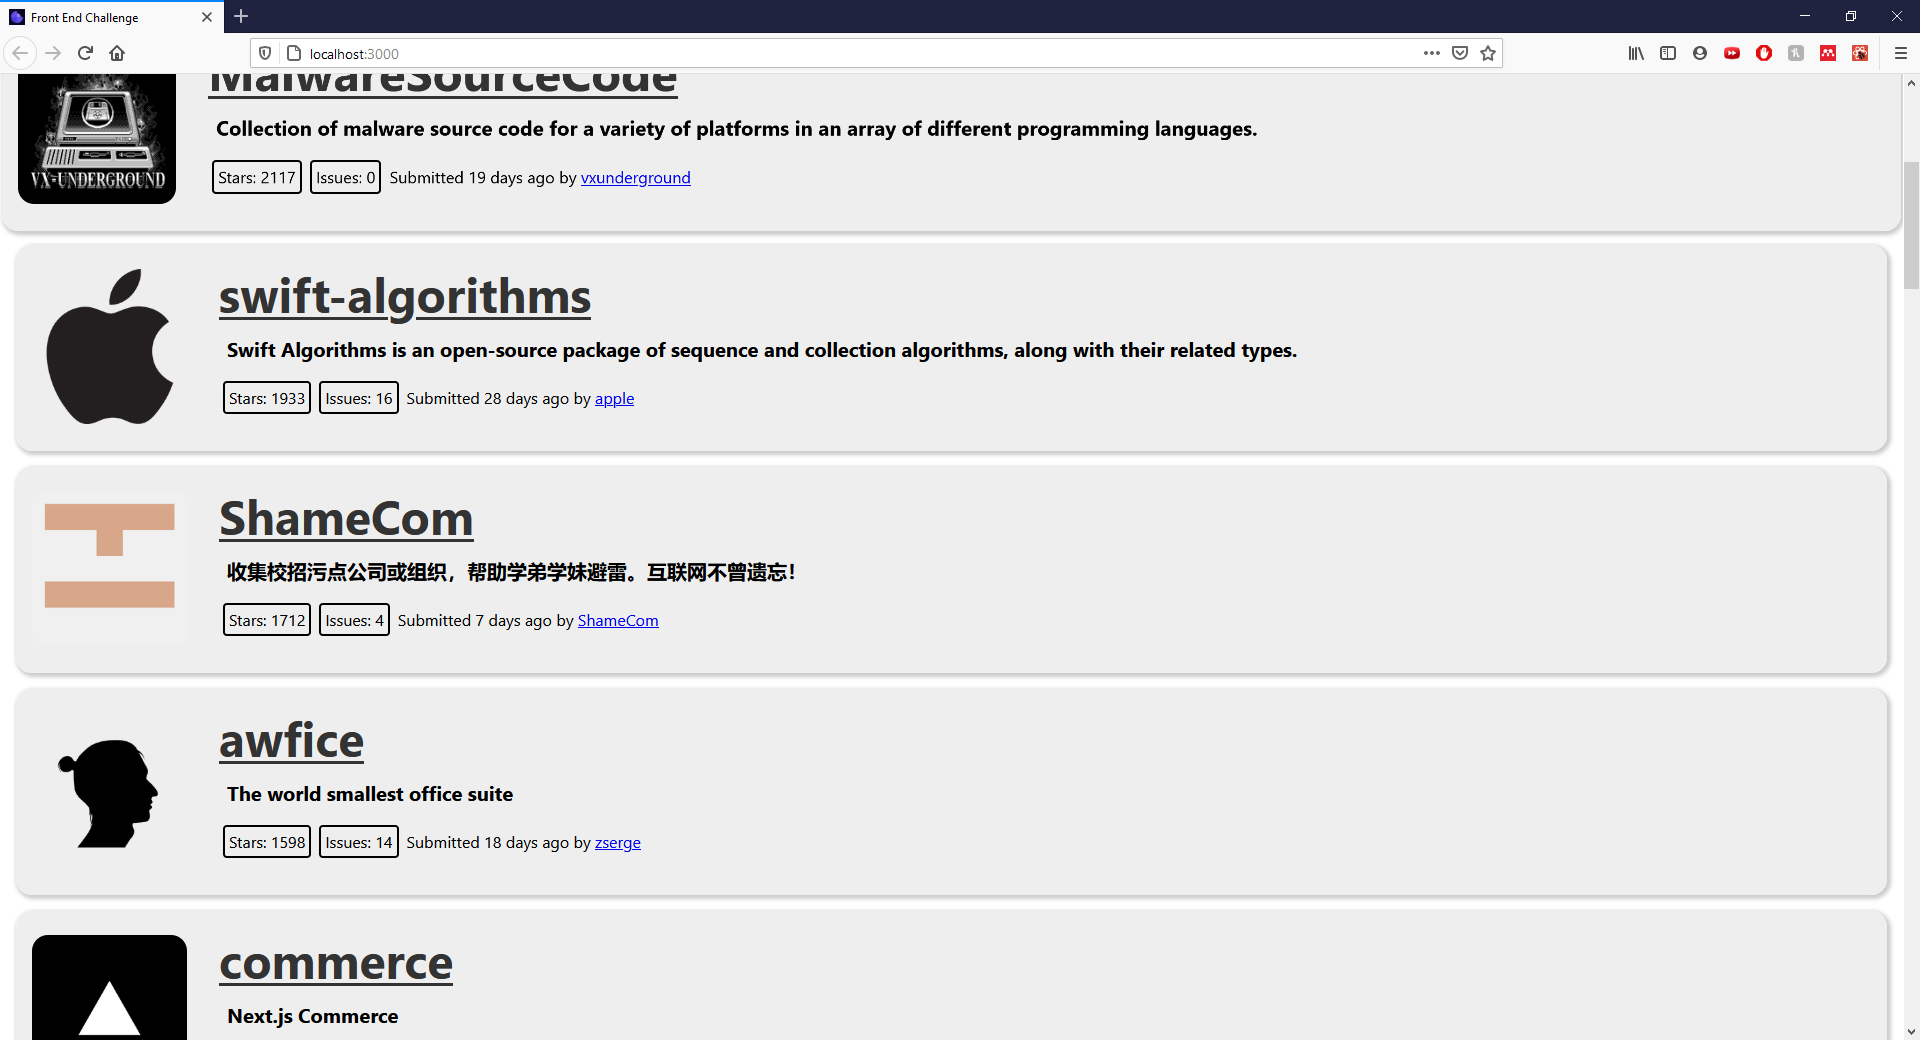 Front End Challenge
localhost:3000
MalwareSourceCode
VX-UNDERGROUND
Collection of malware source code for a variety of platforms in an array of different programming languages.
Stars: 2117 Issues: 0 Submitted 19 days ago by vxunderground
swift-algorithms
Swift Algorithms is an open-source package of sequence and collection algorithms, along with their related types.
Stars: 1933 Issues: 16 Submitted 28 days ago by apple
ShameCom
收集校招污点公司或组织，帮助学弟学妹避雷。互联网不曾遗忘！
Stars: 1712 Issues: 4 Submitted 7 days ago by ShameCom
awfice
The world smallest office suite
Stars: 1598 Issues: 14 Submitted 18 days ago by zserge
commerce
Next.js Commerce